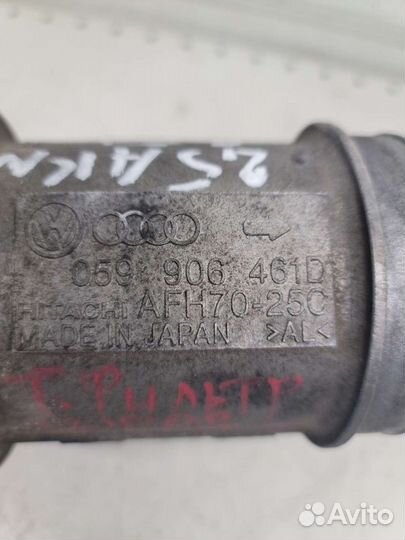 2,5 AKN
059 906 461D
HITACHI AFH70-25C
MADE IN JAPAN >AL<
Avito